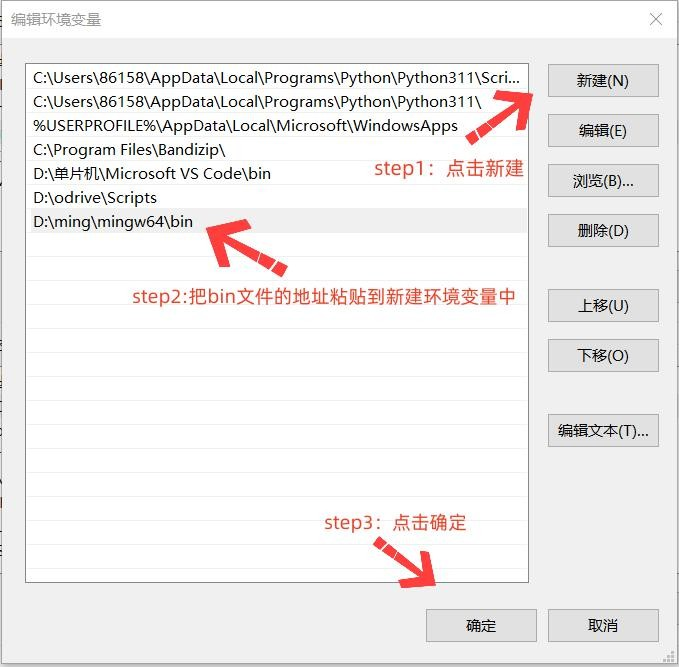 编辑环境变量
C:\Users\86158\AppData\Local\Programs\Python\Python311\Scri...
新建(N)
C:\Users\86158\AppData\Local\Programs\Python\Python311\
%USERPROFILE%\AppData\Local\Microsoft\WindowsApps
编辑(E)
C:\Program Files\Bandizip\
step1：点击新建
D:\单片机\Microsoft VS Code\bin
浏览(B)...
D:\odrive\Scripts
D:\ming\mingw64\bin
删除(D)
step2:把bin文件的地址粘贴到新建环境变量中
上移(U)
下移(O)
编辑文本(T)...
step3：点击确定
确定
取消